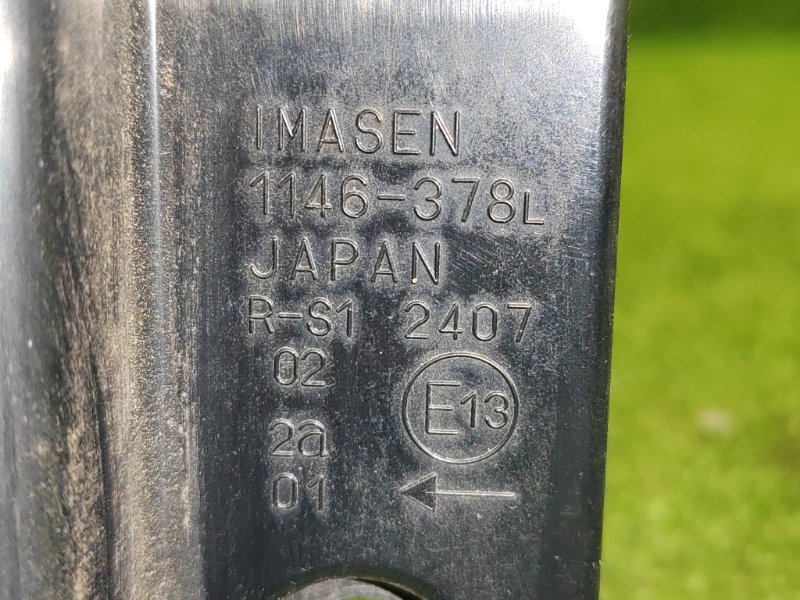 IMASEN
1146-378L
JAPAN
R-S1 2407
02
E13
2a
01